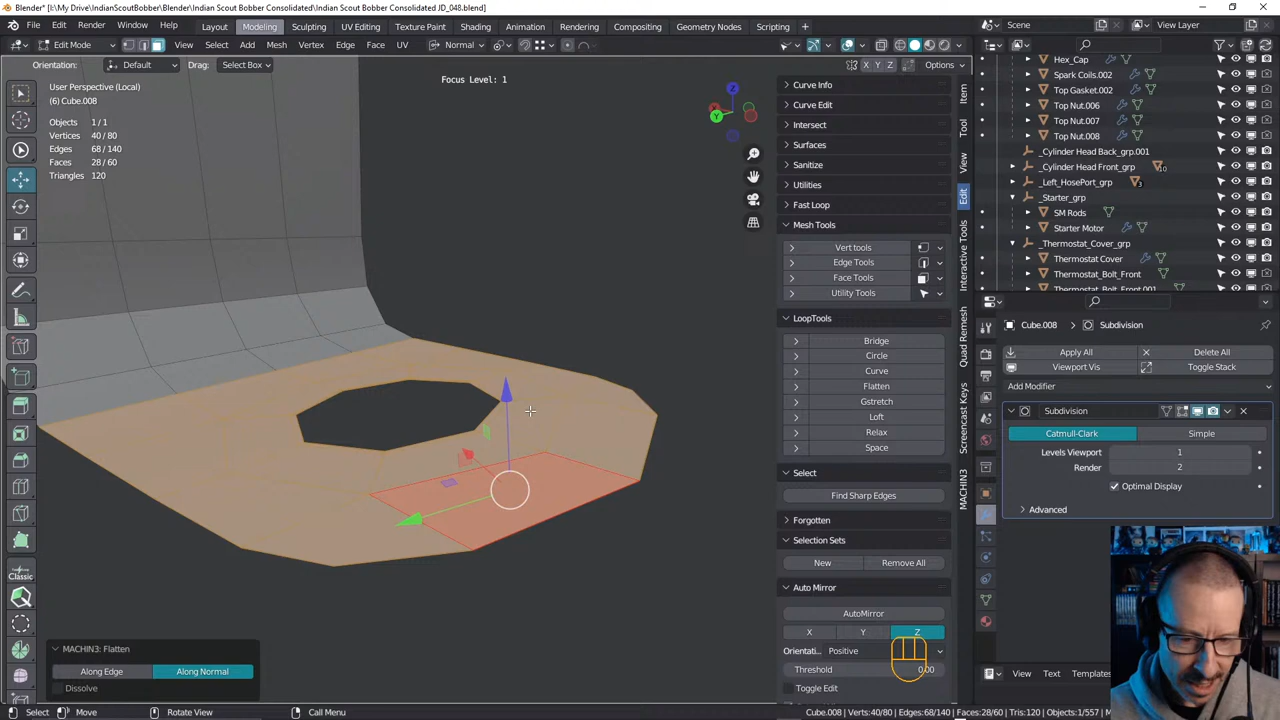 Blender* [I:\My Drive\IndianScoutBobber\Blender\Indian Scout Bobber Consolidated\Indian Scout Bobber Consolidated JD_048.blend]
File Edit Render Window Help Layout Modeling Sculpting UV Editing Texture Paint Shading Animation Rendering Compositing Geometry Nodes Scripting Scene View Layer
Edit Mode View Select Add Mesh Vertex Edge Face UV Normal
Orientation: Default Drag: Select Box X Y Z Options
Focus Level: 1
User Perspective (Local)
(6) Cube.008
Objects 1/1
Vertices 40/80
Edges 68/140
Faces 28/60
Triangles 120
Z
Y
Curve Info
Curve Edit
Intersect
Surfaces
Sanitize
Utilities
Fast Loop
Mesh Tools
Vert tools
Edge Tools
Face Tools
Utility Tools
LoopTools
Bridge
Circle
Curve
Flatten
Gstretch
Loft
Relax
Space
Select
Find Sharp Edges
Forgotten
Selection Sets
New Remove All
Auto Mirror
AutoMirror
X Y Z
Orientati.. Positive
Threshold 0.00
Toggle Edit
Item
Tool
View
Edit
Interactive Tools
Quad Remesh
Screencast Keys
MACHIN3
Hex_Cap
Spark Coils.002
Top Gasket.002
Top Nut.006
Top Nut.007
Top Nut.008
_Cylinder Head Back_grp.001
_Cylinder Head Front_grp 10
_Left_HosePort_grp 3
_Starter_grp
SM Rods
Starter Motor
_Thermostat_Cover_grp
Thermostat Cover
Thermostat_Bolt_Front
Thermostat_Bolt_Front.001
Cube.008 > Subdivision
Apply All Delete All
Viewport Vis Toggle Stack
Add Modifier
Subdivision
Catmull-Clark Simple
Levels Viewport 1
Render 2
Optimal Display
Advanced
Classic
MACHIN3: Flatten
Along Edge Along Normal
Dissolve
View Select
Select Move Rotate View Call Menu Cube.008 | Verts:40/80 | Edges:68/140 | Faces:28/60 | Tris:120 | Objects:1/557